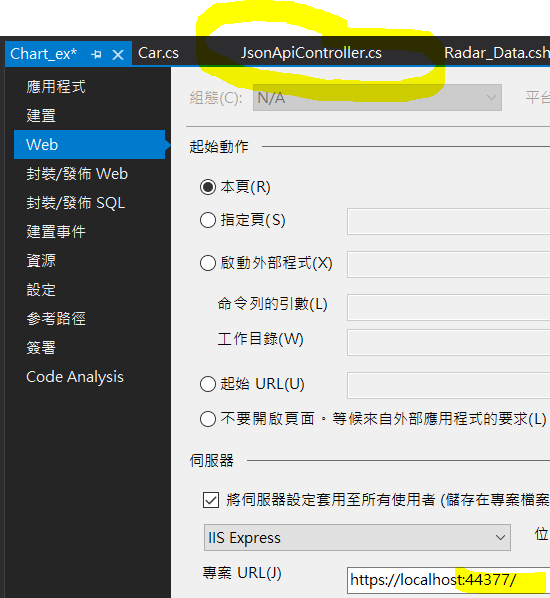 Chart_ex* Car.cs JsonApiController.cs Radar_Data.csh
應用程式
建置
Web
封裝/發佈 Web
封裝/發佈 SQL
建置事件
資源
設定
參考路徑
簽署
Code Analysis
組態(C): N/A 平台
起始動作
本頁(R)
指定頁(S)
啟動外部程式(X)
命令列的引數(L)
工作目錄(W)
起始 URL(U)
不要開啟頁面。等候來自外部應用程式的要求(L)
伺服器
將伺服器設定套用至所有使用者 (儲存在專案檔案
IIS Express 位
專案 URL(J) https://localhost:44377/